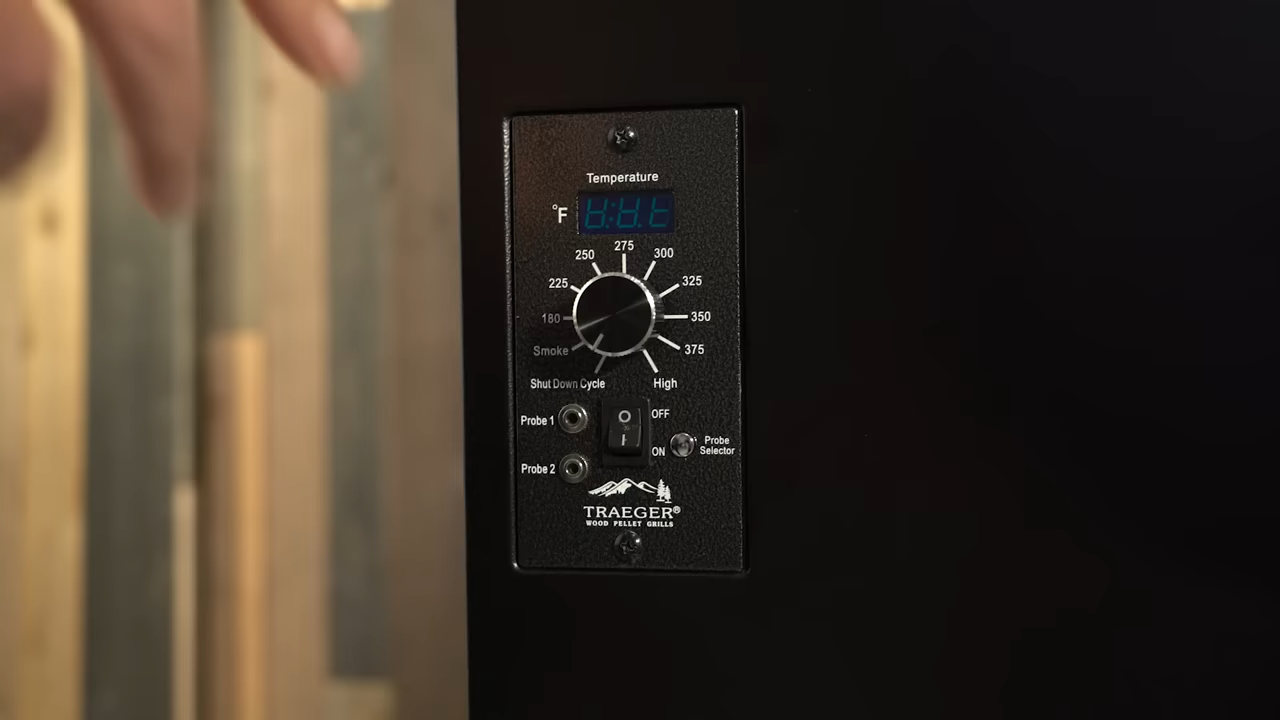 Temperature
°F
275
250
300
225
325
180
350
Smoke
375
Shut Down Cycle
High
OFF
Probe 1
ON
Probe
Selector
Probe 2
TRAEGER®
WOOD PELLET GRILLS